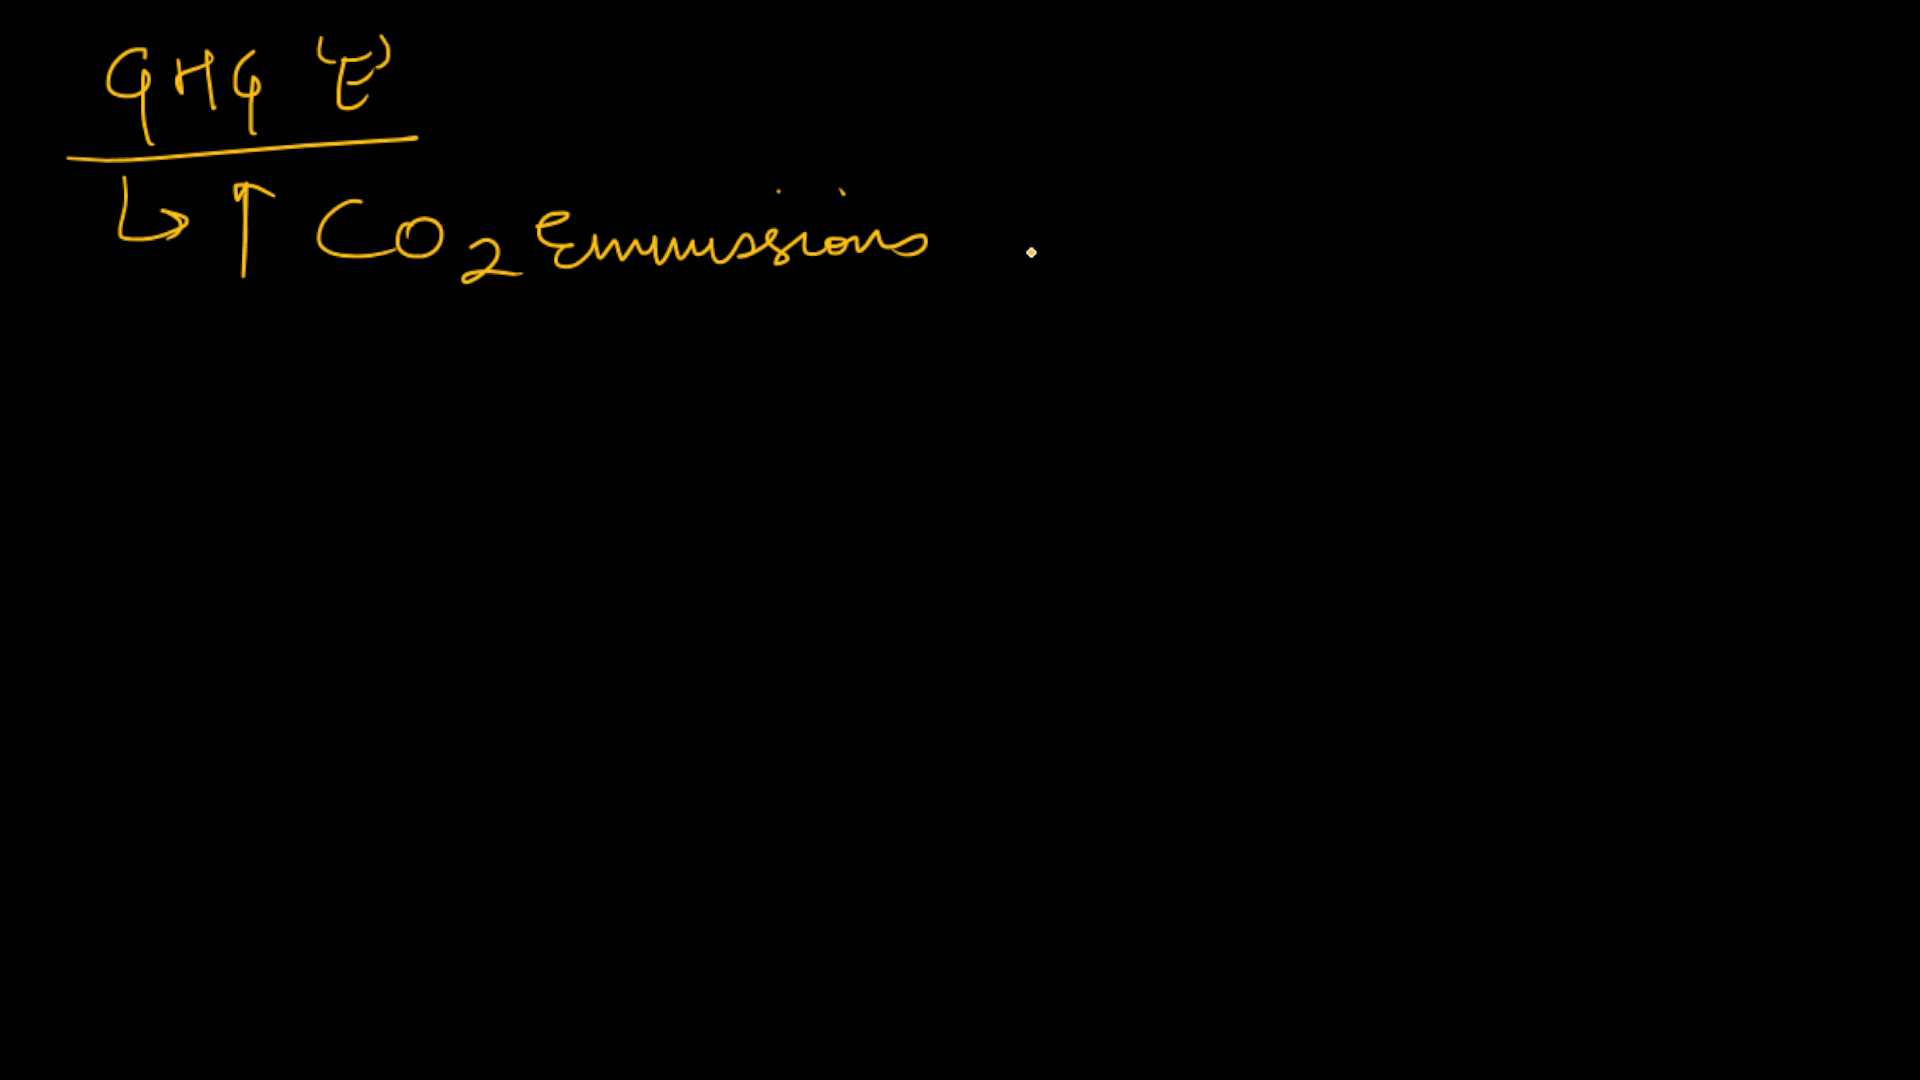 GHG 'E'
↳ ↑ CO2 Emmissions